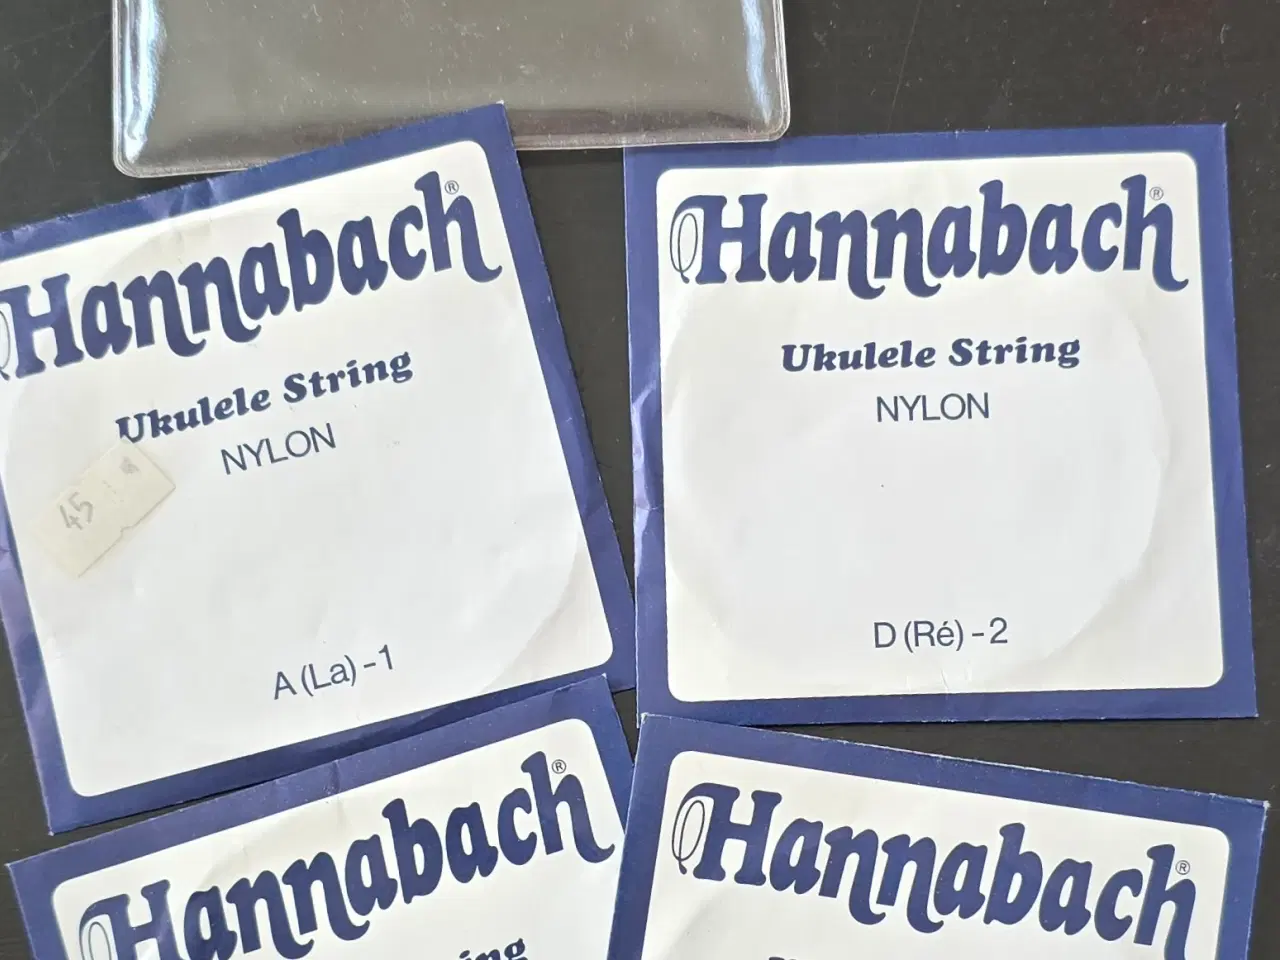 Hannabach®
Ukulele String
NYLON
45
A (La) - 1
Hannabach®
Ukulele String
NYLON
D (Ré) - 2
Hannabach®
Hannabach®